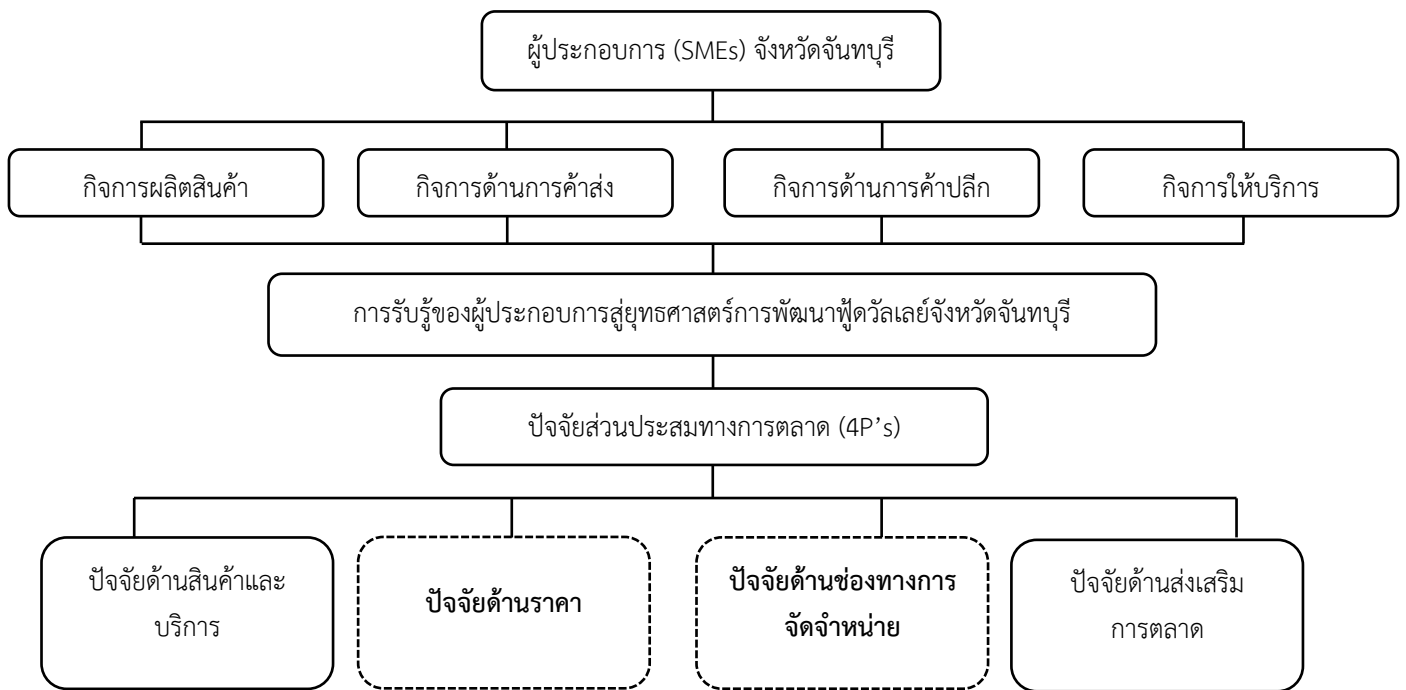 ผู้ประกอบการ (SMEs) จังหวัดจันทบุรี
กิจการผลิตสินค้า
กิจการด้านการค้าส่ง
กิจการด้านการค้าปลีก
กิจการให้บริการ
การรับรู้ของผู้ประกอบการสู่ยุทธศาสตร์การพัฒนาฟู้ดวัลเลย์จังหวัดจันทบุรี
ปัจจัยส่วนประสมทางการตลาด (4P’s)
ปัจจัยด้านสินค้าและ
บริการ
ปัจจัยด้านราคา
ปัจจัยด้านช่องทางการ
จัดจำหน่าย
ปัจจัยด้านส่งเสริม
การตลาด